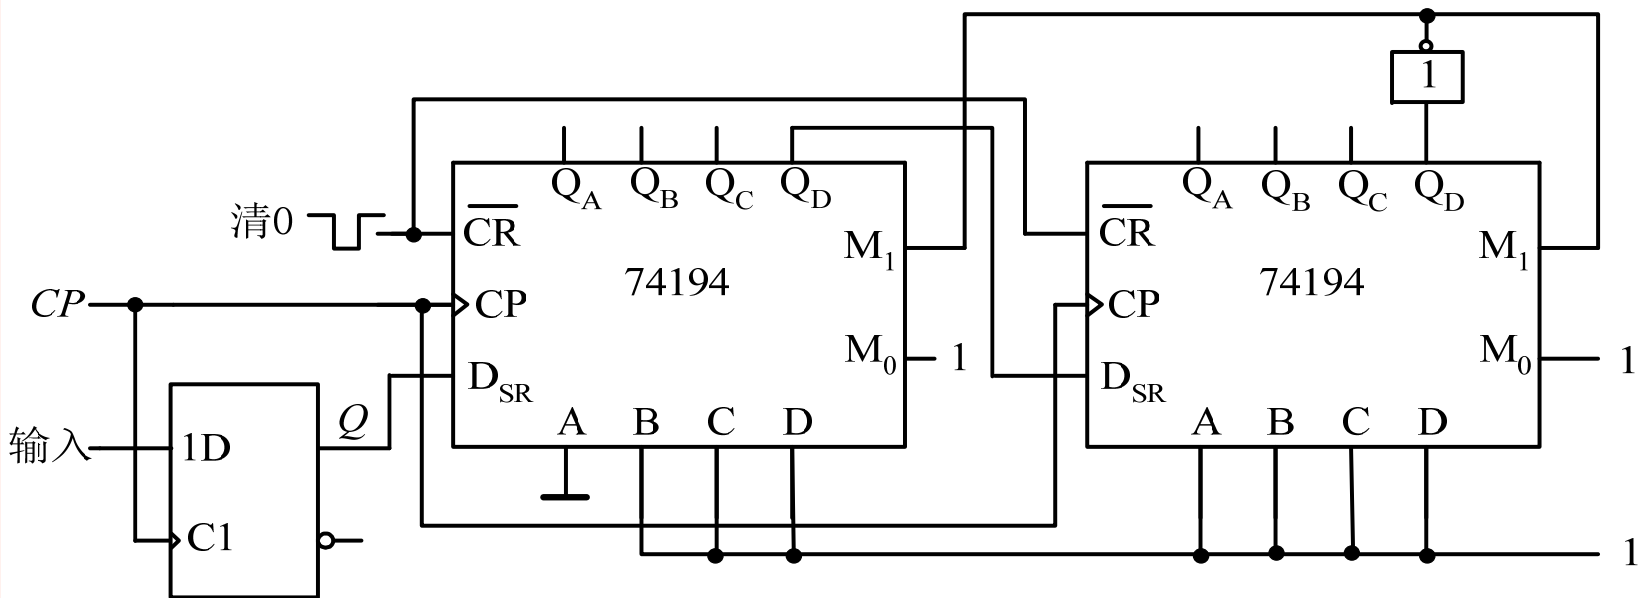 1
Q_A Q_B Q_C Q_D
Q_A Q_B Q_C Q_D
清0
CR
M_1
CR
M_1
74194
74194
CP
CP
CP
M_0 1
M_0 1
D_SR
D_SR
Q
A B C D
A B C D
输入
1D
C1
1